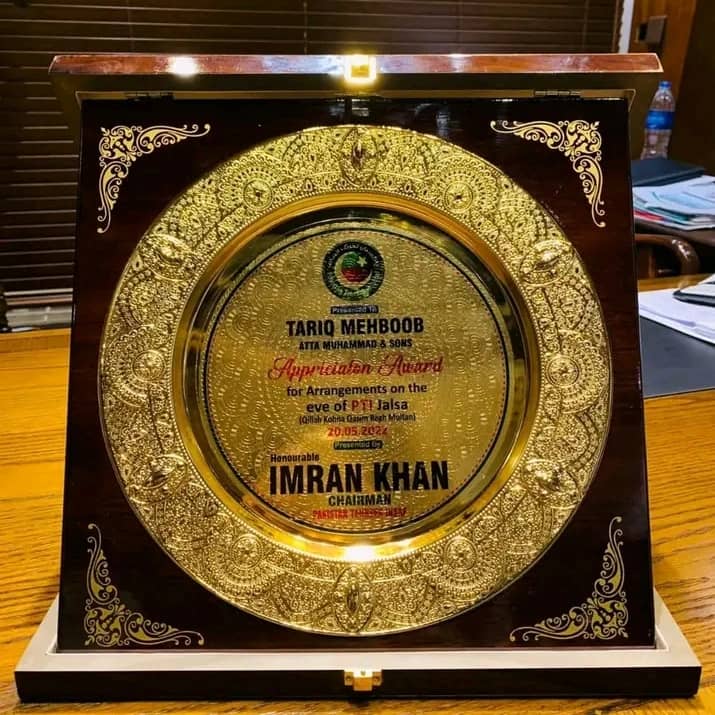 Presented To
TARIQ MEHBOOB
ATTA MUHAMMAD & SONS
Appriciaton Award
for Arrangements on the
eve of PTI Jalsa
(Qillah Kohna Qasim Bagh Multan)
20.05.2022
Presented By
Honourable
IMRAN KHAN
CHAIRMAN
PAKISTAN TEHREEK INSAF